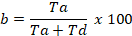 b = Ta / (Ta + Td) x 100